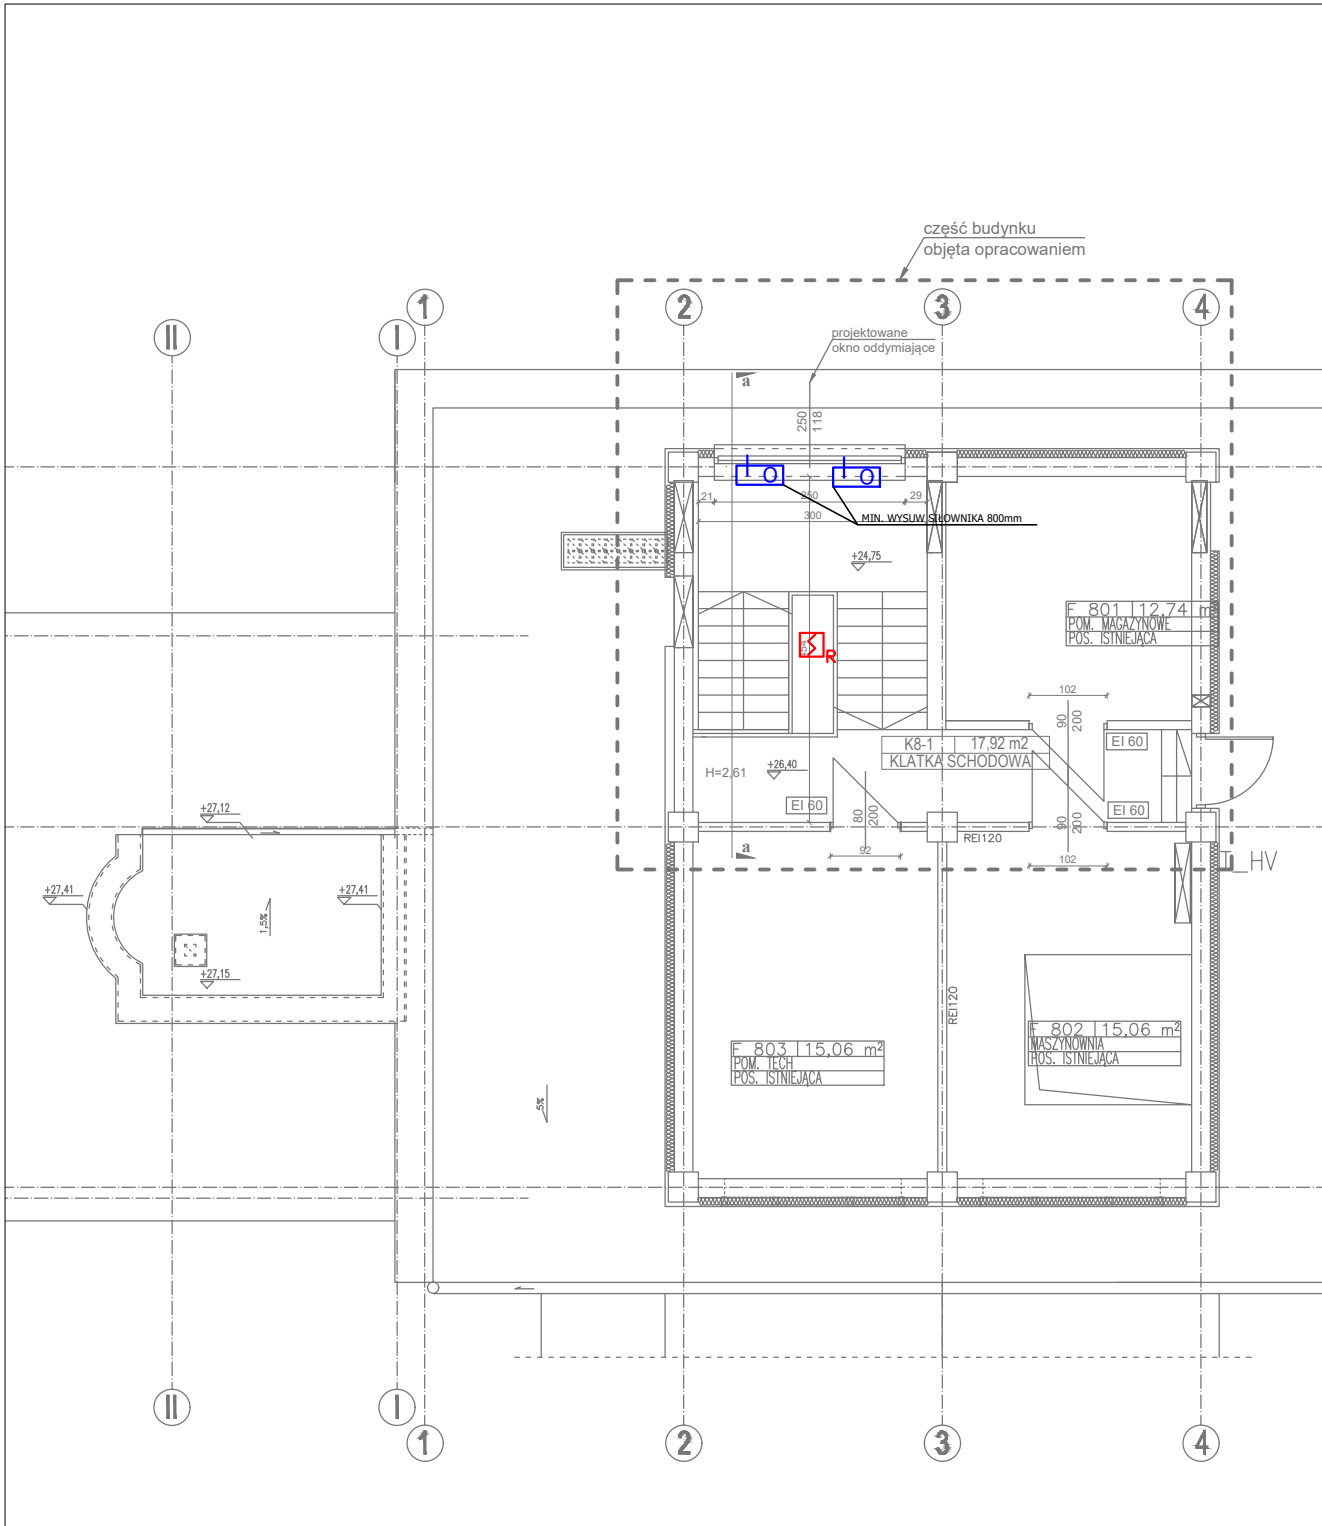 część budynku
objęta opracowaniem
1
2
3
4
II
I
projektowane
okno oddymiające
a
250
118
O
O
21
250
29
300
MIN. WYSUW SIŁOWNIKA 800mm
+24,75
F 801 12,74 m²
POM. MAGAZYNOWE
POS. ISTNIEJĄCA
R
102
90
200
K8-1 17,92 m2
KLATKA SCHODOWA
EI 60
H=2,61
+26,40
EI 60
80
200
EI 60
90
200
REI120
a
92
102
HV
+27,12
+27,41
+27,41
1,5%
+27,15
REI120
F 802 15,06 m²
MASZYNOWNIA
POS. ISTNIEJĄCA
F 803 15,06 m²
POM. TECH
POS. ISTNIEJĄCA
5%
II
I
1
2
3
4